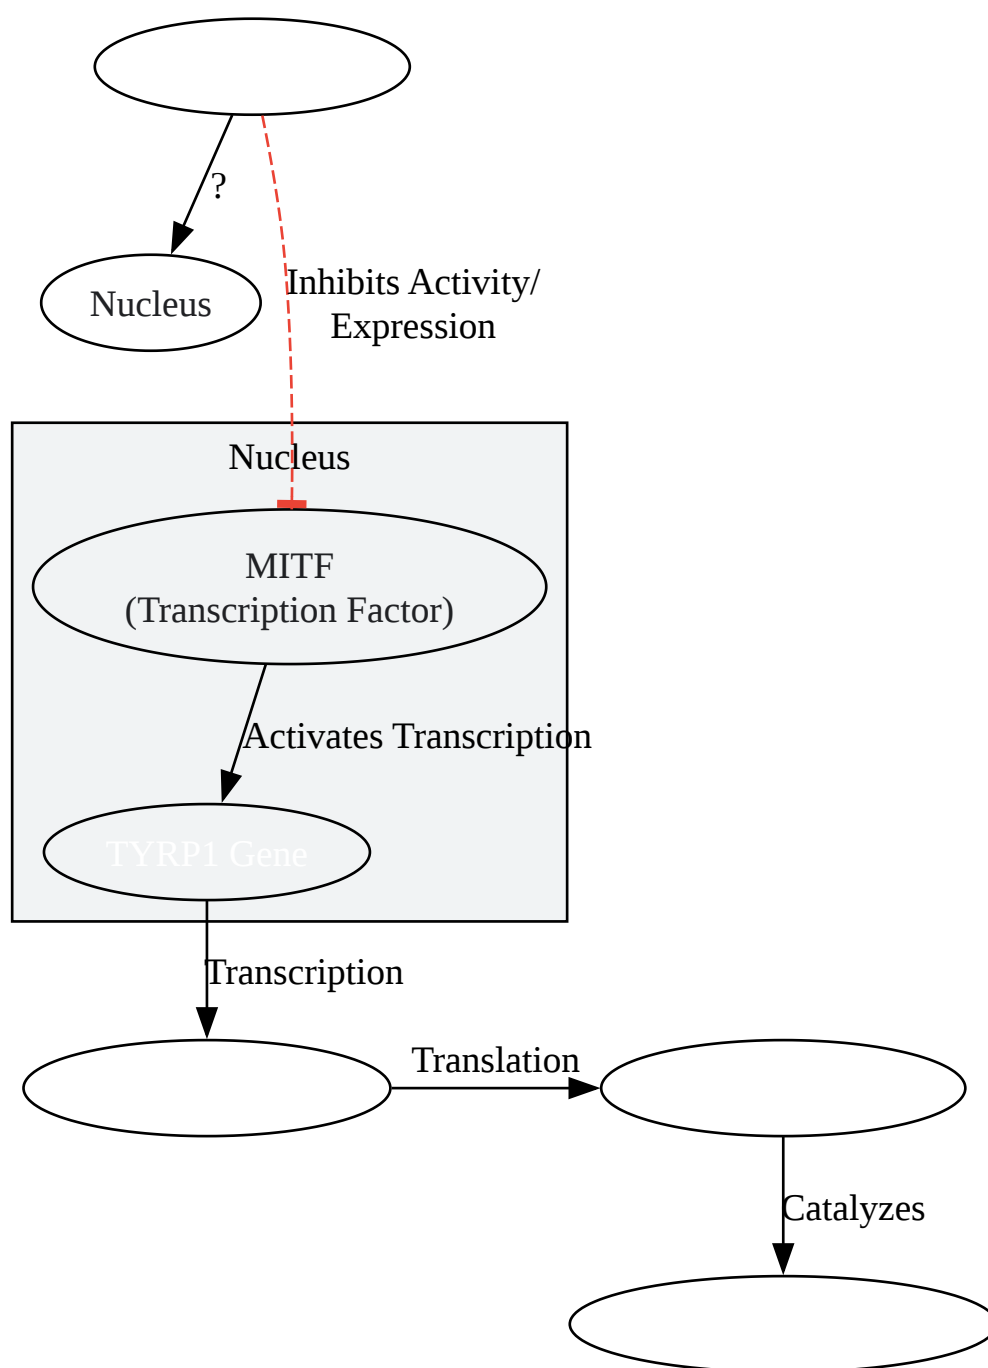 ?
Nucleus
Inhibits Activity/
Expression
Nucleus
MITF
(Transcription Factor)
Activates Transcription
TYRP1 Gene
Transcription
Translation
Catalyzes